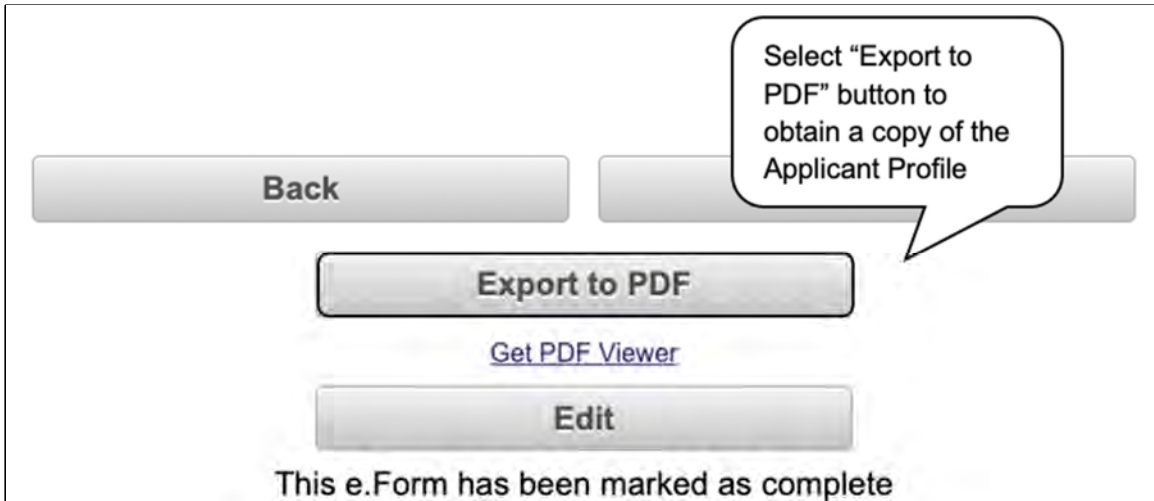 Select “Export to
PDF” button to
obtain a copy of the
Applicant Profile
Back
Export to PDF
Get PDF Viewer
Edit
This e.Form has been marked as complete